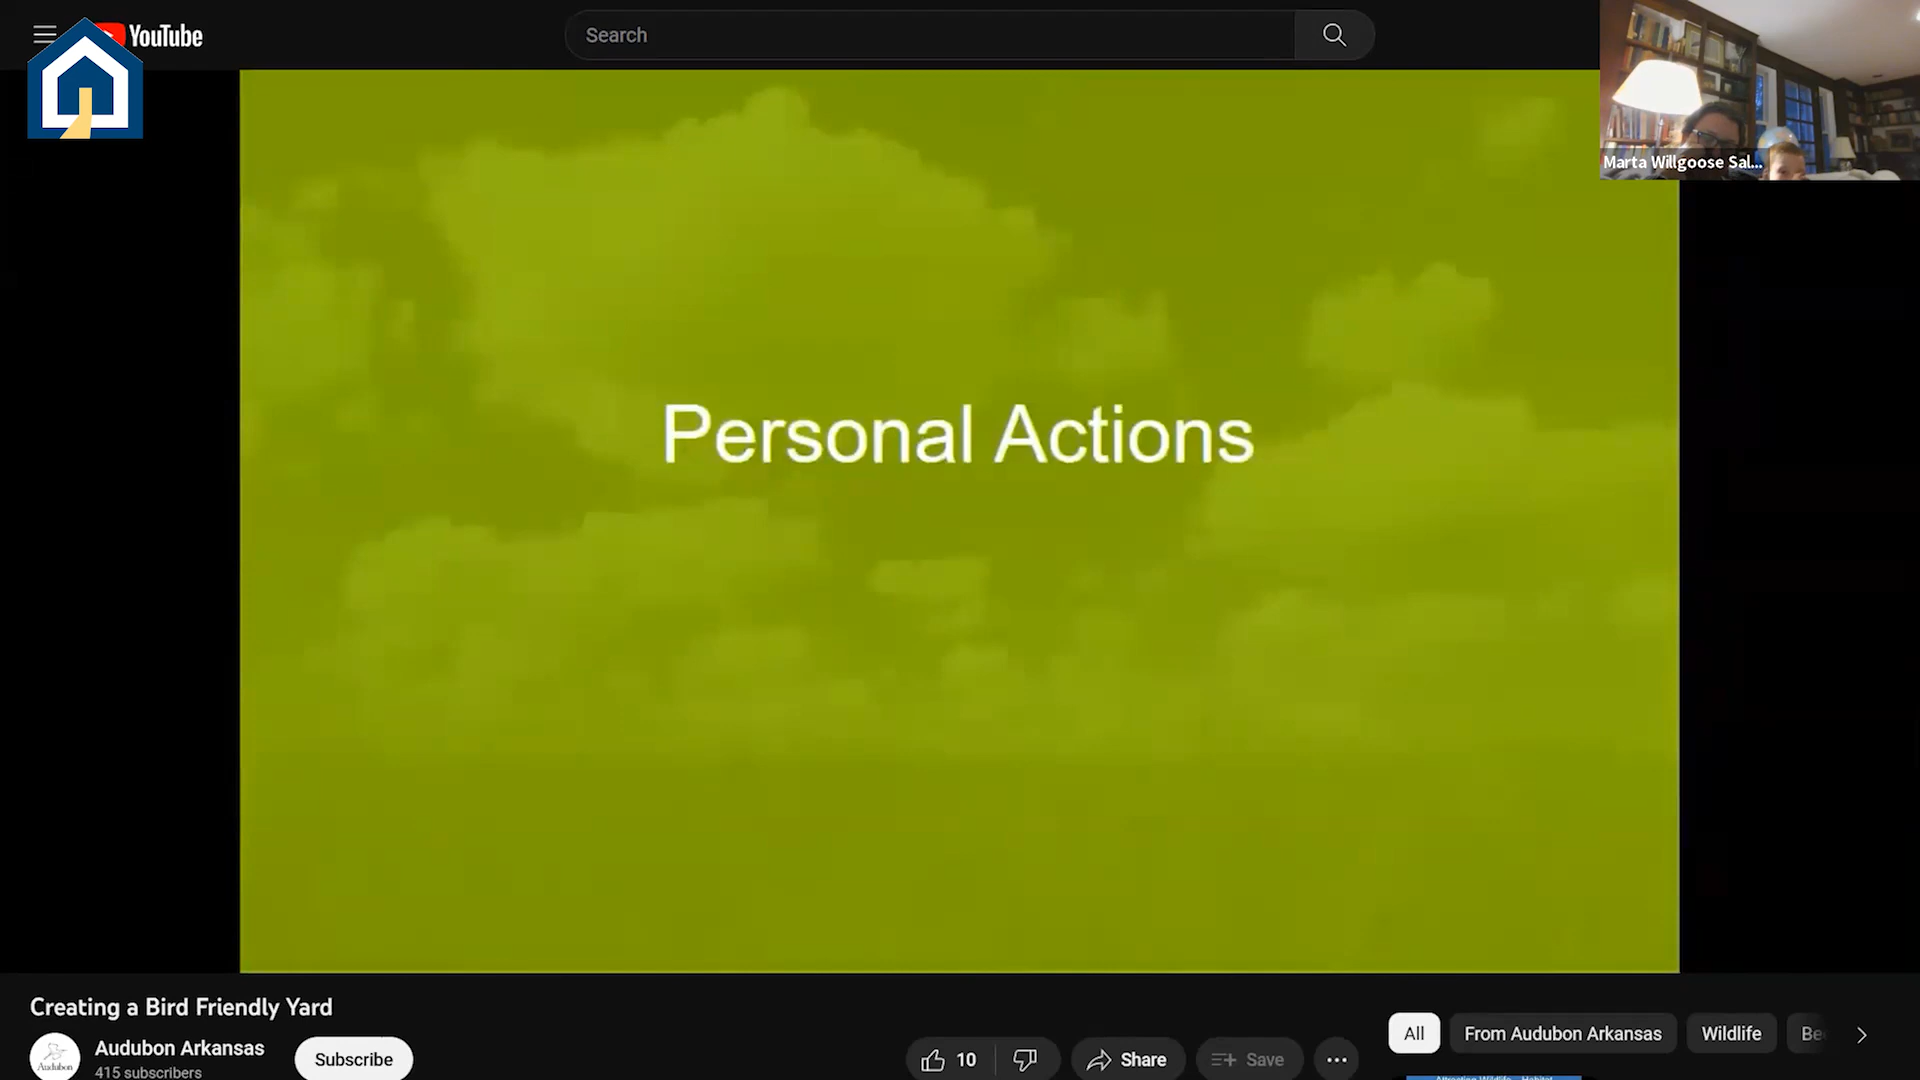 YouTube
Search
Marta Willgoose Sal...
Personal Actions
Creating a Bird Friendly Yard
Audubon Arkansas
415 subscribers
Audubon
Subscribe
10
Share
Save
All
From Audubon Arkansas
Wildlife